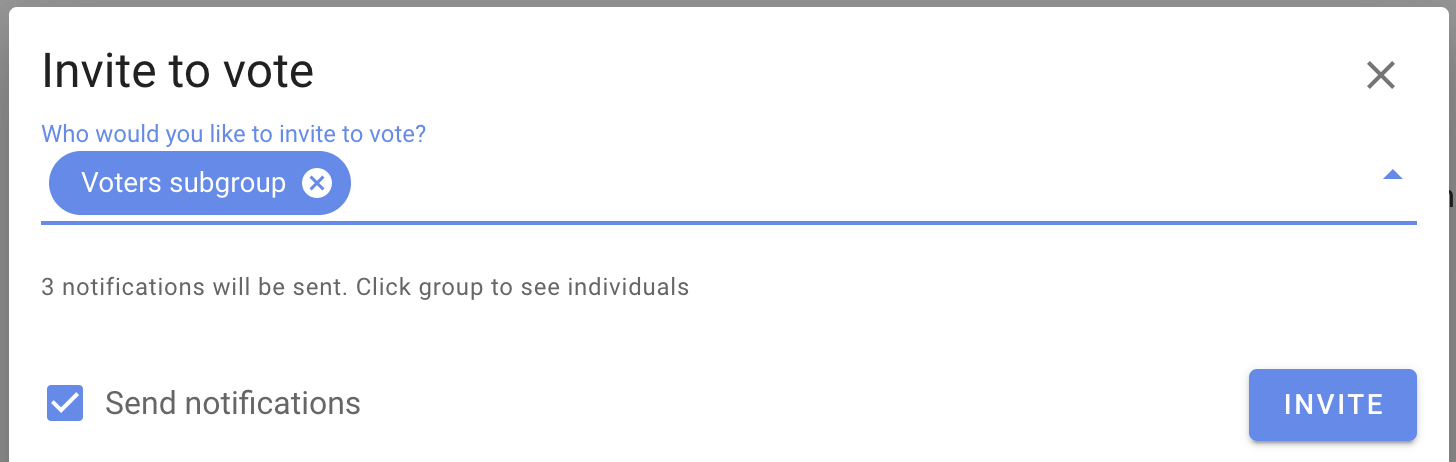 Invite to vote
Who would you like to invite to vote?
Voters subgroup
3 notifications will be sent. Click group to see individuals
Send notifications
INVITE